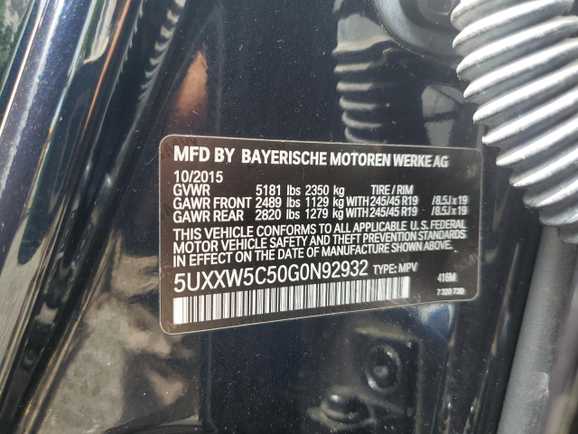 MFD BY BAYERISCHE MOTOREN WERKE AG
10/2015
GVWR 5181 lbs 2350 kg TIRE / RIM
GAWR FRONT 2489 lbs 1129 kg WITH 245/45 R19 /8.5J x 19
GAWR REAR 2820 lbs 1279 kg WITH 245/45 R19 /8.5J x 19
THIS VEHICLE CONFORMS TO ALL APPLICABLE U. S. FEDERAL
MOTOR VEHICLE SAFETY STANDARDS
IN EFFECT ON THE DATE OF MANUFACTURE SHOWN ABOVE.
5UXXW5C50G0N92932 TYPE: MPV 416M
7 320 730